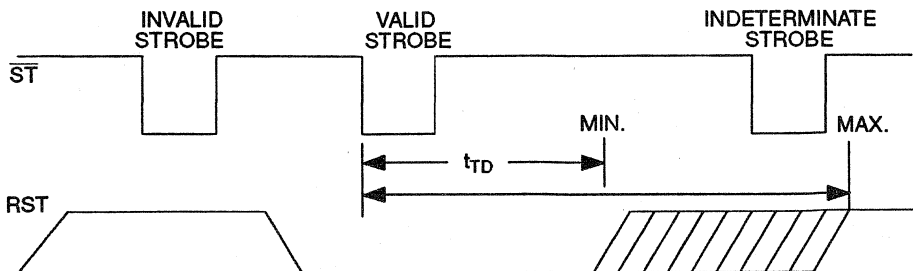 INVALID
STROBE
VALID
STROBE
INDETERMINATE
STROBE
ST
MIN.
MAX.
tTD
RST